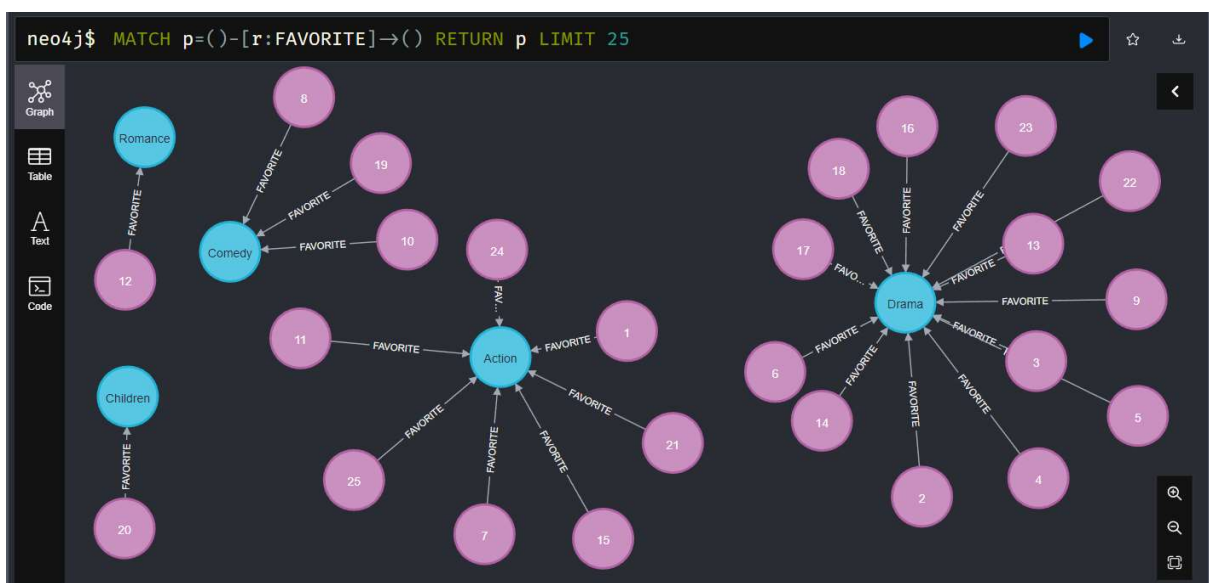 neo4j$ MATCH p=()-[r:FAVORITE]→() RETURN p LIMIT 25
Graph
Table
Text
Code
Romance
FAVORITE
12
Children
FAVORITE
20
8
FAVORITE
19
FAVORITE
10
FAVORITE
Comedy
24
FAV...
11
FAVORITE
Action
FAVORITE
1
FAVORITE
21
FAVORITE
25
FAVORITE
7
FAVORITE
15
16
FAVORITE
23
FAVORITE
18
FAVORITE
22
13
FAVORITE
17
FAVO...
Drama
FAVORITE
9
FAVORITE
6
FAVORITE
14
FAVORITE
3
5
FAVORITE
2
FAVORITE
4